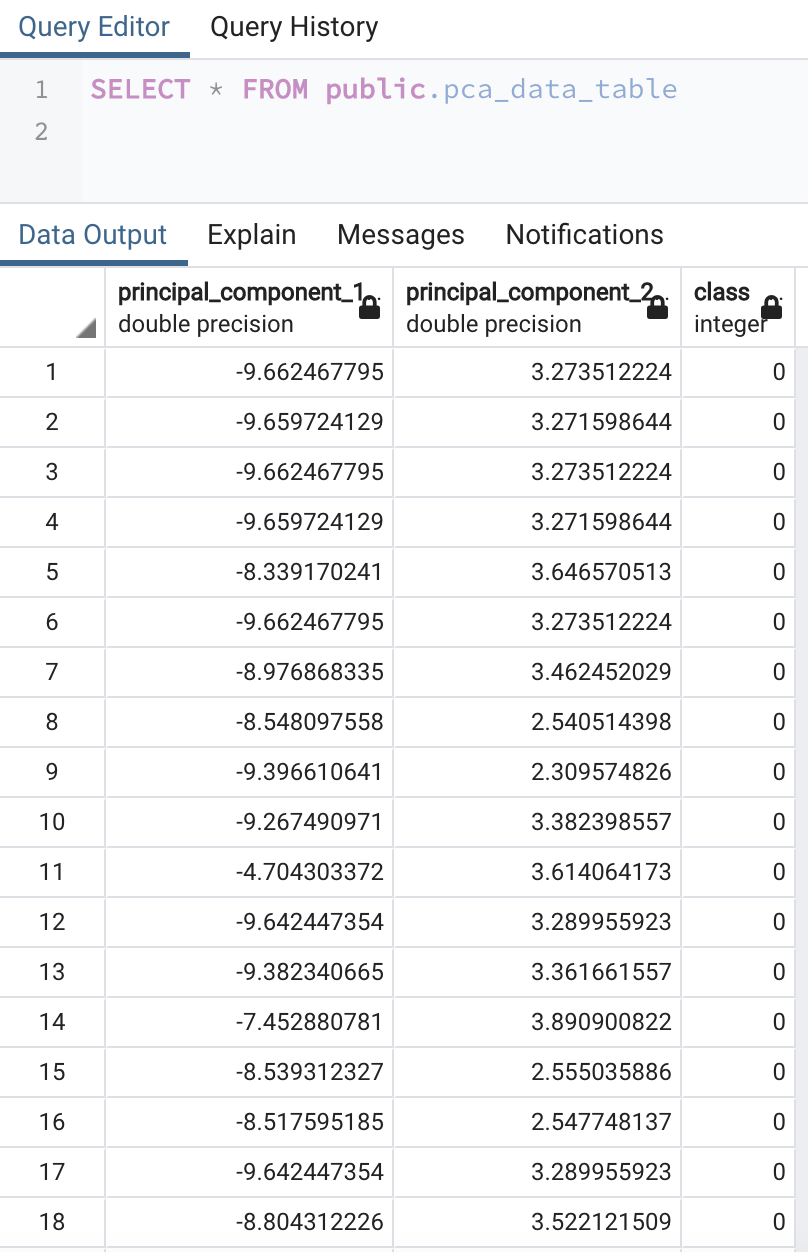 Query Editor Query History
1 SELECT * FROM public.pca_data_table
2
Data Output Explain Messages Notifications
principal_component_1 principal_component_2 class
double precision double precision integer
1 -9.662467795 3.273512224 0
2 -9.659724129 3.271598644 0
3 -9.662467795 3.273512224 0
4 -9.659724129 3.271598644 0
5 -8.339170241 3.646570513 0
6 -9.662467795 3.273512224 0
7 -8.976868335 3.462452029 0
8 -8.548097558 2.540514398 0
9 -9.396610641 2.309574826 0
10 -9.267490971 3.382398557 0
11 -4.704303372 3.614064173 0
12 -9.642447354 3.289955923 0
13 -9.382340665 3.361661557 0
14 -7.452880781 3.890900822 0
15 -8.539312327 2.555035886 0
16 -8.517595185 2.547748137 0
17 -9.642447354 3.289955923 0
18 -8.804312226 3.522121509 0